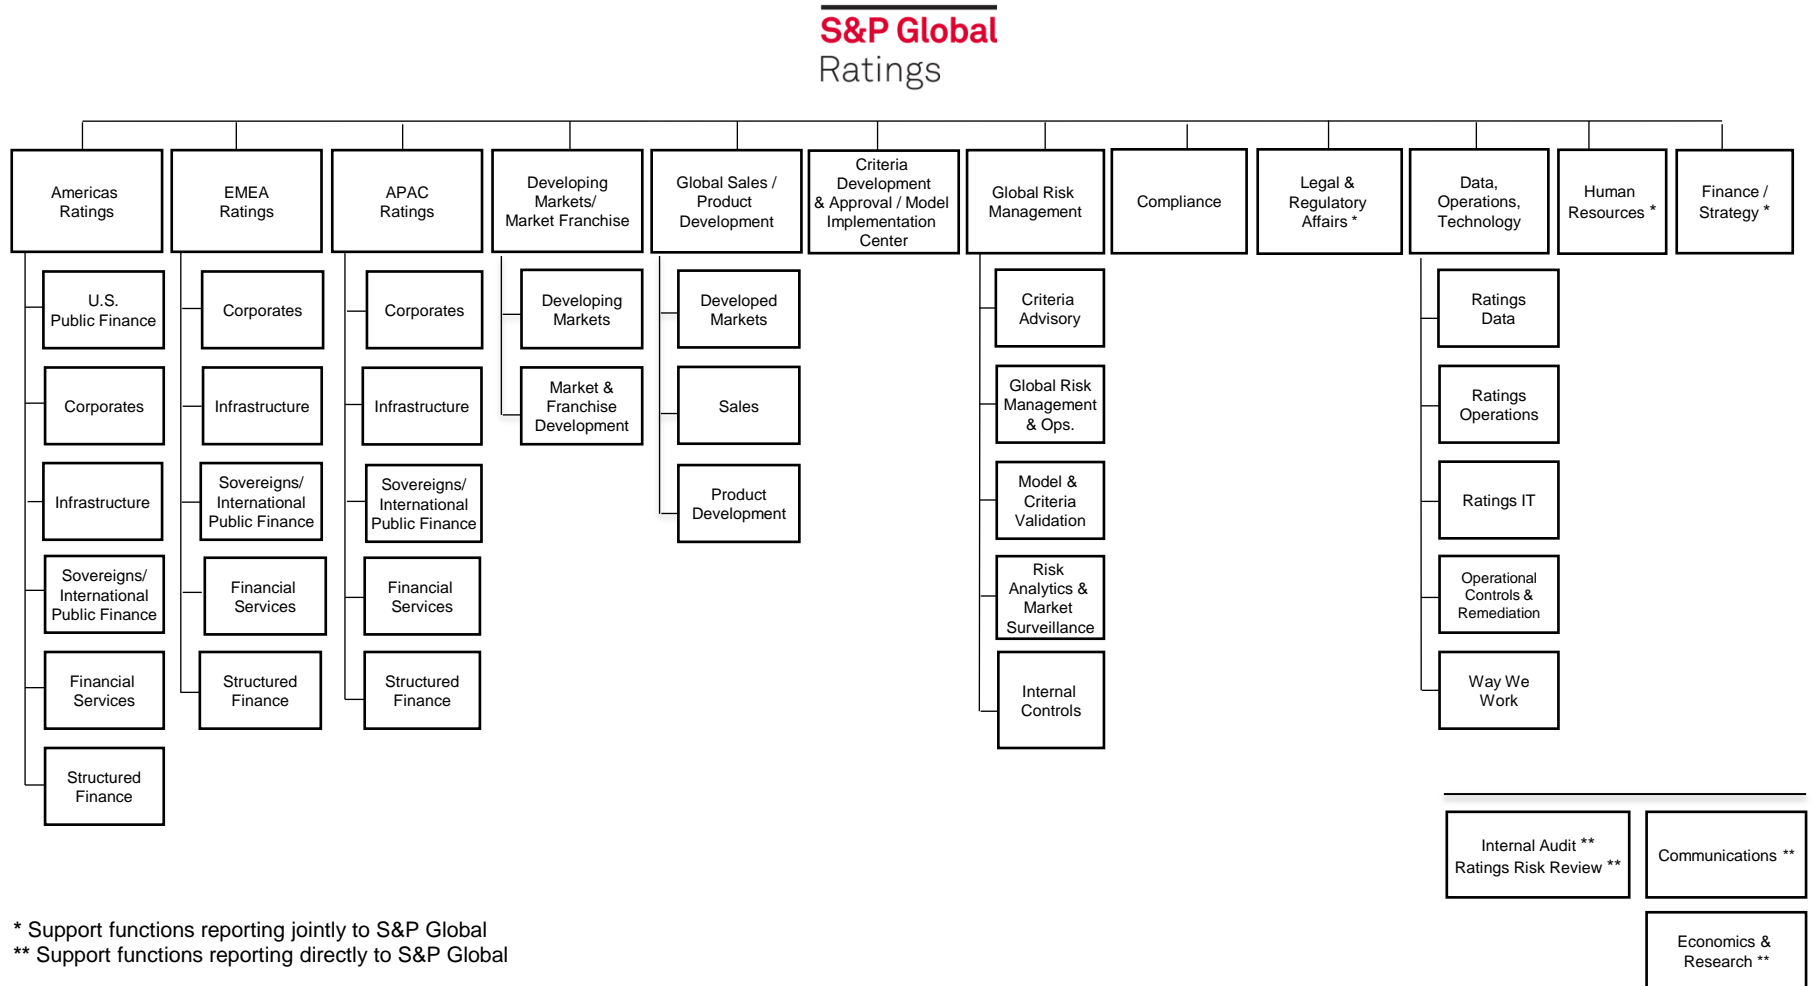 S&P Global
Ratings
Americas
Ratings
EMEA
Ratings
APAC
Ratings
Developing
Markets/
Market Franchise
Global Sales /
Product
Development
Criteria
Development
& Approval / Model
Implementation
Center
Global Risk
Management
Compliance
Legal &
Regulatory
Affairs *
Data,
Operations,
Technology
Human
Resources *
Finance /
Strategy *
U.S.
Public Finance
Corporates
Infrastructure
Sovereigns/
International
Public Finance
Financial
Services
Structured
Finance
Corporates
Infrastructure
Sovereigns/
International
Public Finance
Financial
Services
Structured
Finance
Corporates
Infrastructure
Sovereigns/
International
Public Finance
Financial
Services
Structured
Finance
Developing
Markets
Market &
Franchise
Development
Developed
Markets
Sales
Product
Development
Criteria
Advisory
Global Risk
Management
& Ops.
Model &
Criteria
Validation
Risk
Analytics &
Market
Surveillance
Internal
Controls
Ratings
Data
Ratings
Operations
Ratings IT
Operational
Controls &
Remediation
Way We
Work
Internal Audit **
Ratings Risk Review **
Communications **
Economics &
Research **
* Support functions reporting jointly to S&P Global
** Support functions reporting directly to S&P Global